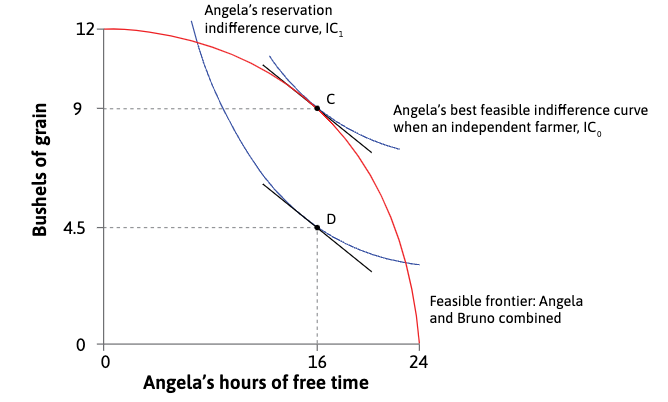 Angela's reservation
indifference curve, IC₁
12
C
9
Angela's best feasible indifference curve
when an independent farmer, IC₀
Bushels of grain
D
4.5
Feasible frontier: Angela
and Bruno combined
0
0
16
24
Angela's hours of free time